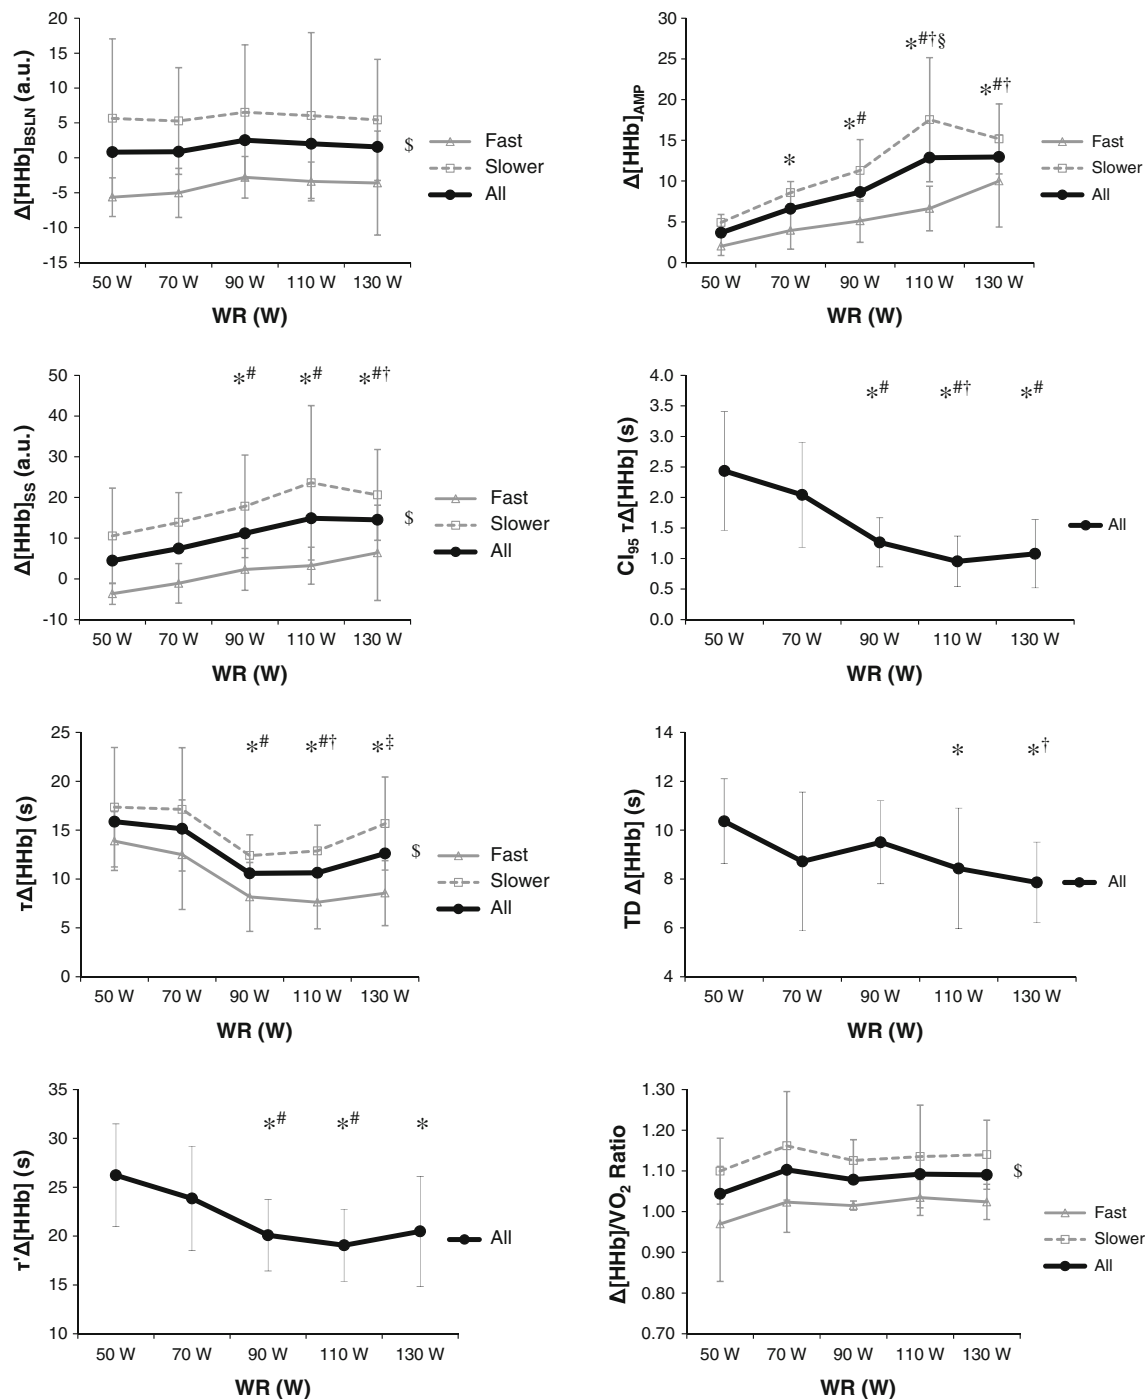 Δ[HHb]BSLN (a.u.)
20
15
10
5
0
-5
-10
-15
$
Fast
Slower
All
50 W 70 W 90 W 110 W 130 W
WR (W)
Δ[HHb]AMP
30
25
20
15
10
5
0
* *# *#†§ *#†
Fast
Slower
All
50 W 70 W 90 W 110 W 130 W
WR (W)
Δ[HHb]SS (a.u.)
50
40
30
20
10
0
-10
*# *# *#†
$
Fast
Slower
All
50 W 70 W 90 W 110 W 130 W
WR (W)
CI95 τΔ[HHb] (s)
4.0
3.5
3.0
2.5
2.0
1.5
1.0
0.5
0.0
*# *#† *#
All
50 W 70 W 90 W 110 W 130 W
WR (W)
τΔ[HHb] (s)
25
20
15
10
5
0
*# *#† *‡
$
Fast
Slower
All
50 W 70 W 90 W 110 W 130 W
WR (W)
TD Δ[HHb] (s)
14
12
10
8
6
4
* *†
All
50 W 70 W 90 W 110 W 130 W
WR (W)
τ'Δ[HHb] (s)
35
30
25
20
15
10
*# *# *
All
50 W 70 W 90 W 110 W 130 W
WR (W)
Δ[HHb]/VO2 Ratio
1.30
1.20
1.10
1.00
0.90
0.80
0.70
$
Fast
Slower
All
50 W 70 W 90 W 110 W 130 W
WR (W)